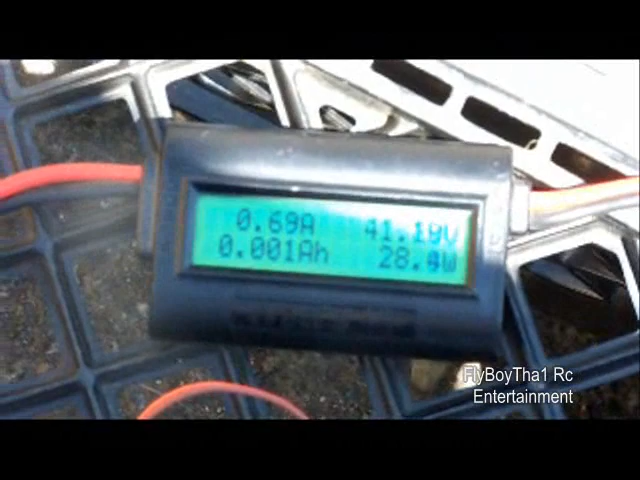 0.69A 41.19V
0.001Ah 28.4W
FlyBoyTha1 Rc
Entertainment